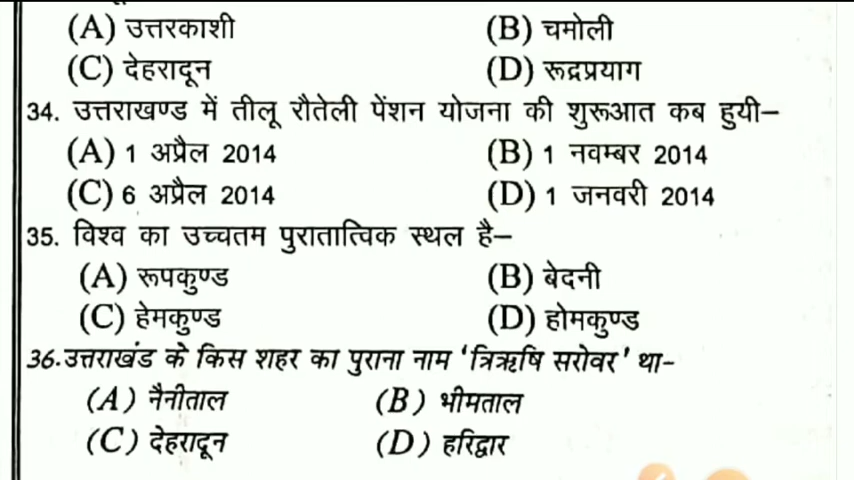 (A) उत्तरकाशी (B) चमोली
(C) देहरादून (D) रूद्रप्रयाग
34. उत्तराखण्ड में तीलू रौतेली पेंशन योजना की शुरूआत कब हुयी–
(A) 1 अप्रैल 2014 (B) 1 नवम्बर 2014
(C) 6 अप्रैल 2014 (D) 1 जनवरी 2014
35. विश्व का उच्चतम पुरातात्विक स्थल है–
(A) रूपकुण्ड (B) बेदनी
(C) हेमकुण्ड (D) होमकुण्ड
36. उत्तराखंड के किस शहर का पुराना नाम 'त्रिऋषि सरोवर' था-
(A) नैनीताल (B) भीमताल
(C) देहरादून (D) हरिद्वार